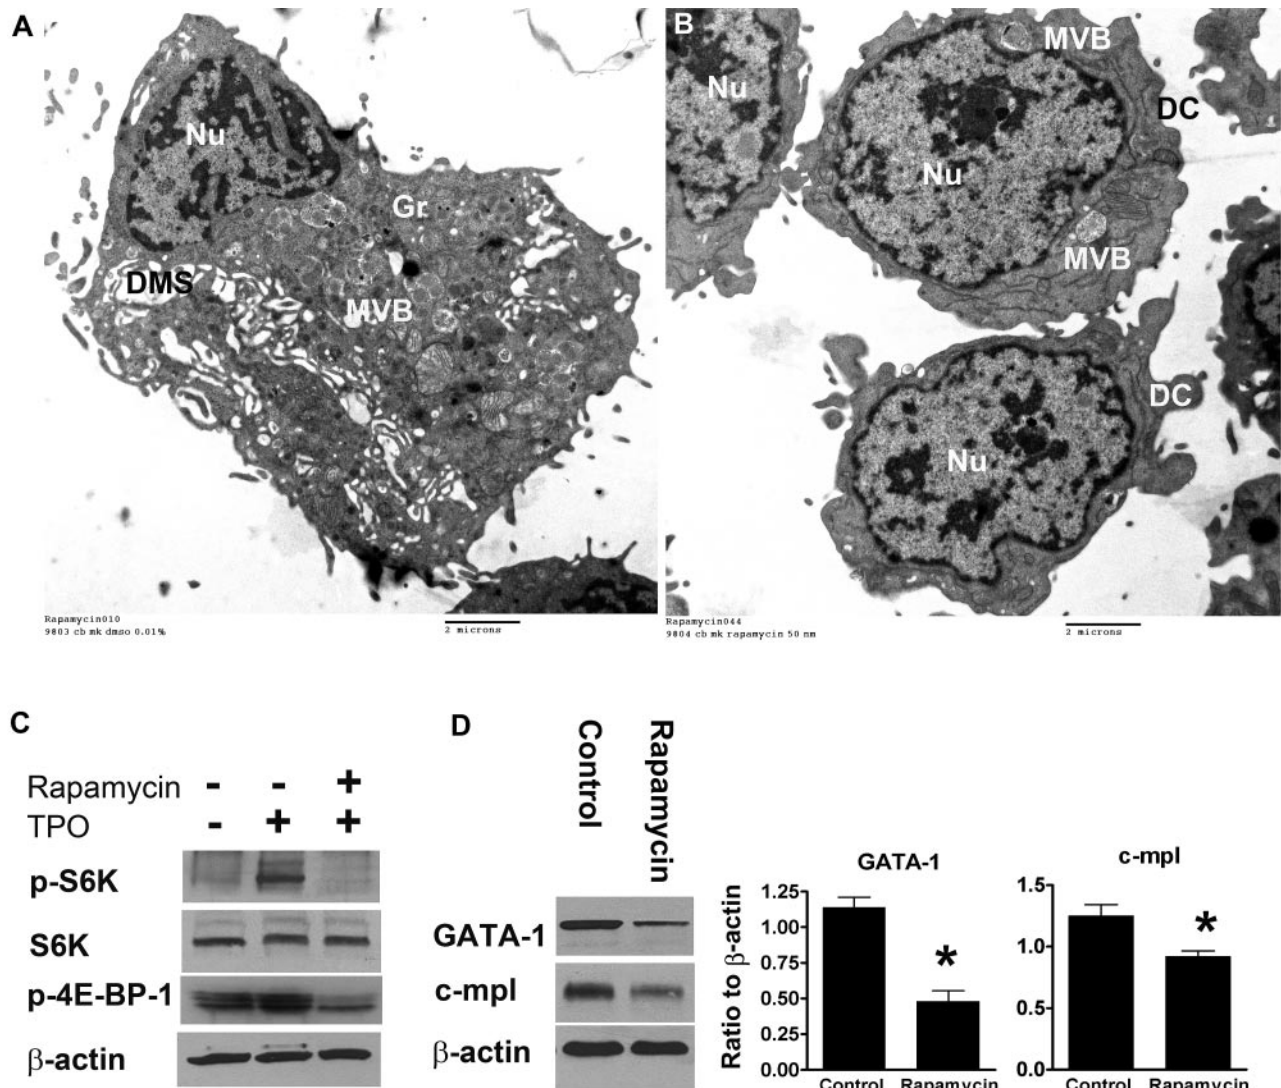 A
Nu
Gr
DMS
MVB
Rapamycin010
9803 cb mk dmso 0.01%
2 microns
B
MVB
Nu
DC
Nu
MVB
DC
Nu
Rapamycin044
9804 cb mk rapamycin 50 nm
2 microns
C
Rapamycin - - +
TPO - + +
p-S6K
S6K
p-4E-BP-1
β-actin
D
Control
Rapamycin
GATA-1
c-mpl
β-actin
GATA-1
Ratio to β-actin
1.25
1.00
0.75
0.50
0.25
0.00
*
Control Rapamycin
c-mpl
1.5
1.0
0.5
0.0
*
Control Rapamycin